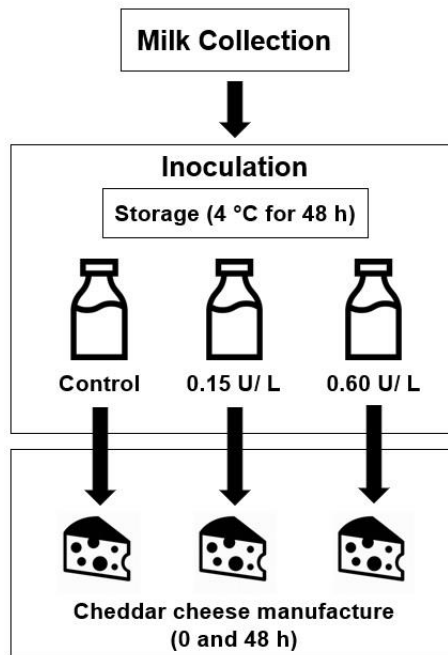 Milk Collection
Inoculation
Storage (4 °C for 48 h)
Control
0.15 U/ L
0.60 U/ L
Cheddar cheese manufacture
(0 and 48 h)